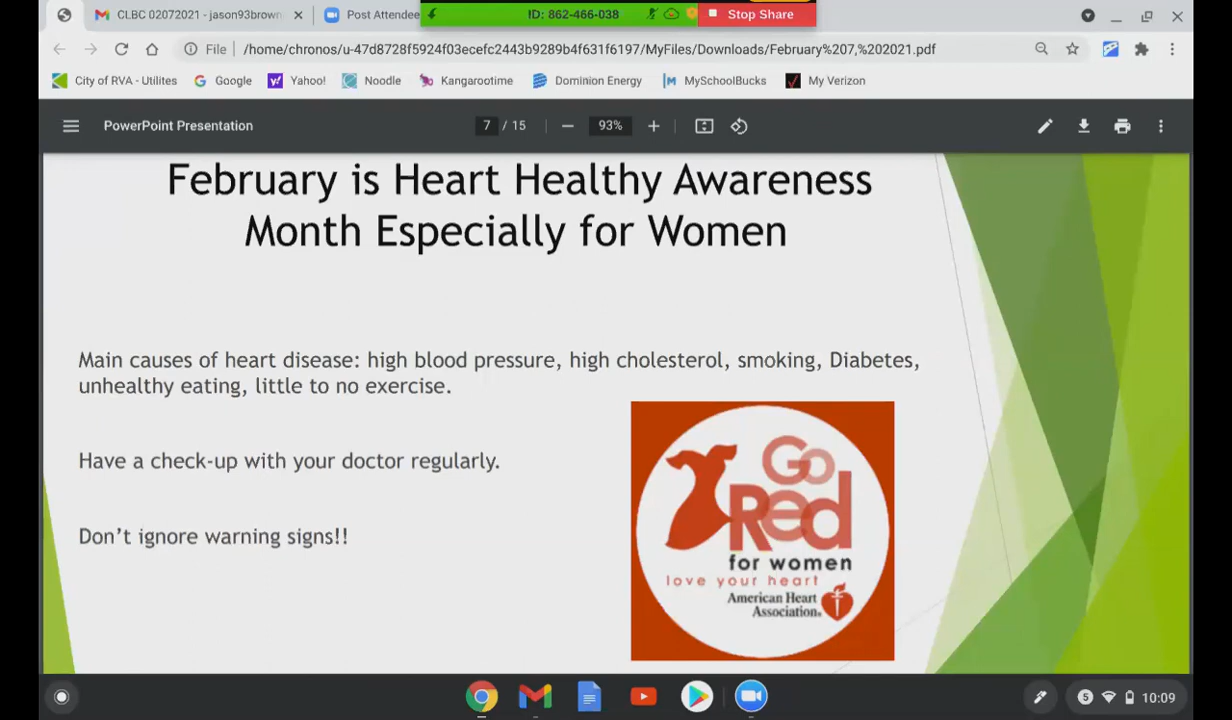 CLBC 02072021 - jason93brown
Post Attendee
ID: 862-466-038
Stop Share
File
/home/chronos/u-47d8728f5924f03ecefc2443b9289b4f631f6197/MyFiles/Downloads/February%207,%202021.pdf
City of RVA - Utilites
Google
Yahoo!
Noodle
Kangarootime
Dominion Energy
MySchoolBucks
My Verizon
PowerPoint Presentation
7 / 15
93%
February is Heart Healthy Awareness
Month Especially for Women
Main causes of heart disease: high blood pressure, high cholesterol, smoking, Diabetes,
unhealthy eating, little to no exercise.
Have a check-up with your doctor regularly.
Don't ignore warning signs!!
Go
Red
for women
love your heart
American Heart
Association®
5
10:09